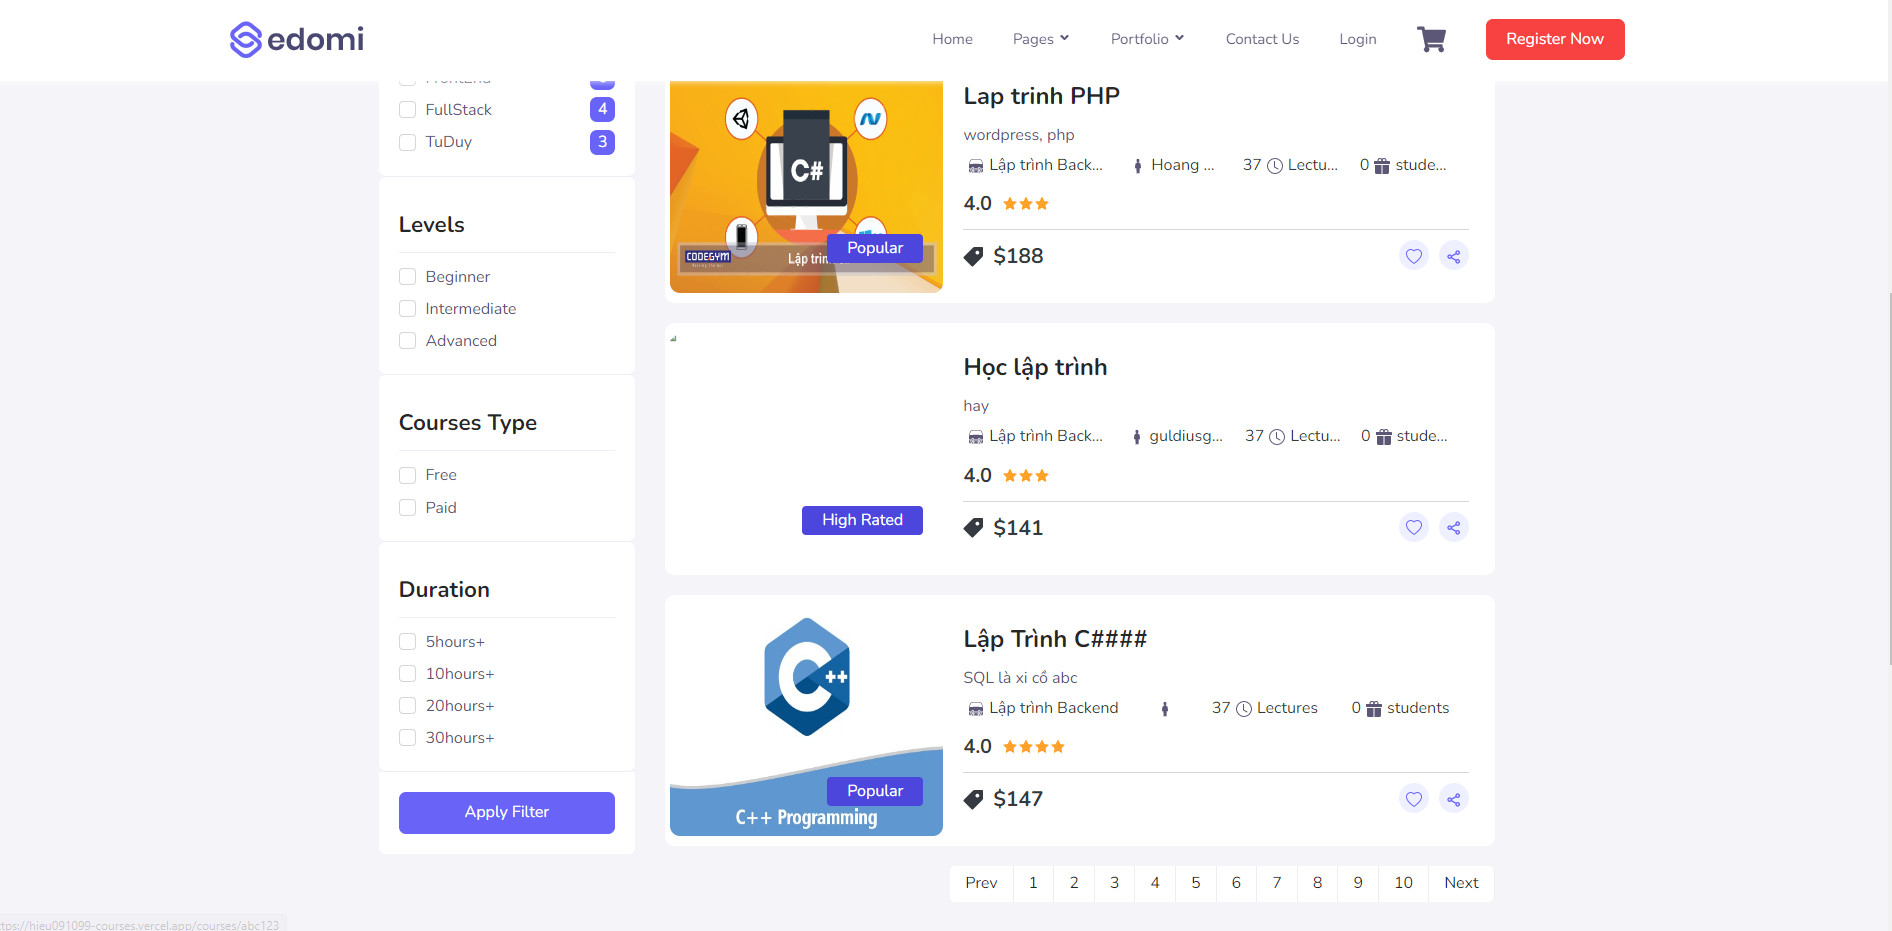 edomi
Home Pages Portfolio Contact Us Login Register Now
FrontEnd
FullStack 4
TuDuy 3
Levels
Beginner
Intermediate
Advanced
Courses Type
Free
Paid
Duration
5hours+
10hours+
20hours+
30hours+
Apply Filter
C#
CODEGYM
Popular
Lap trinh PHP
wordpress, php
Lập trình Back... Hoang ... 37 Lectu... 0 stude...
4.0
$188
High Rated
Học lập trình
hay
Lập trình Back... guldiusg... 37 Lectu... 0 stude...
4.0
$141
C++
Popular
C++ Programming
Lập Trình C####
SQL là xi cồ abc
Lập trình Backend 37 Lectures 0 students
4.0
$147
Prev 1 2 3 4 5 6 7 8 9 10 Next
ttps://hieu091099-courses.vercel.app/courses/abc123